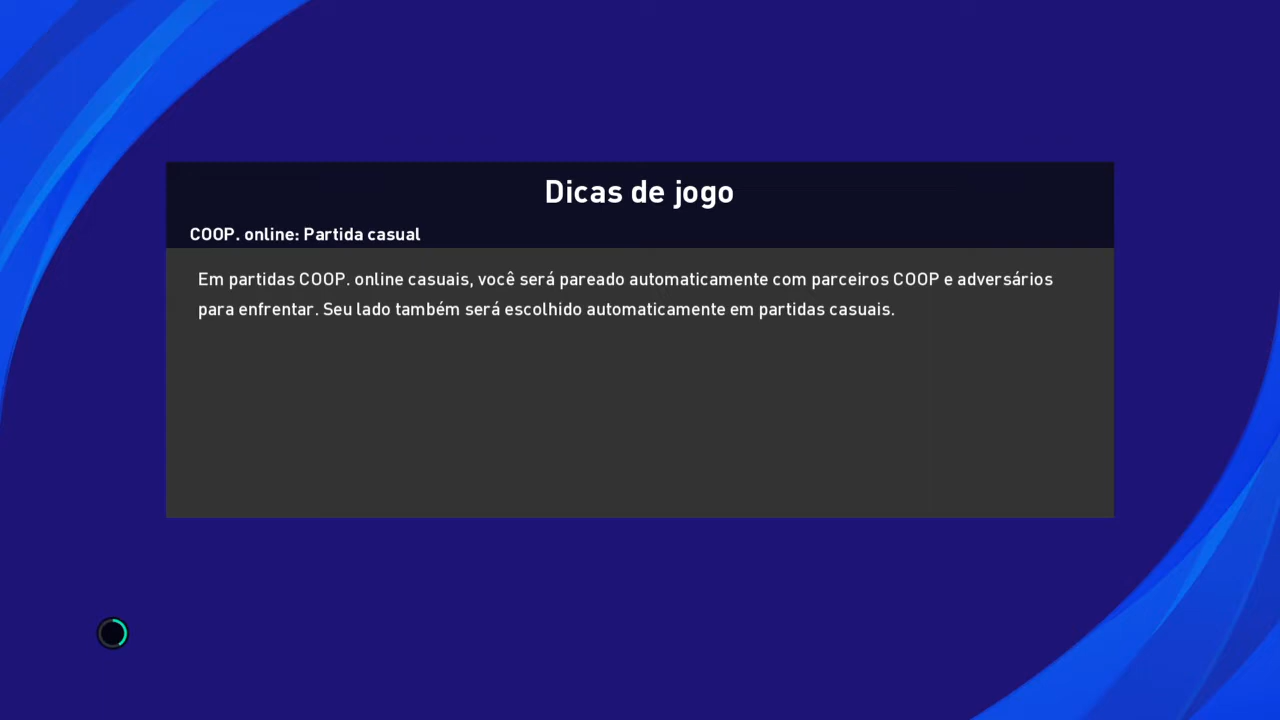 Dicas de jogo
COOP. online: Partida casual
Em partidas COOP. online casuais, você será pareado automaticamente com parceiros COOP e adversários
para enfrentar. Seu lado também será escolhido automaticamente em partidas casuais.